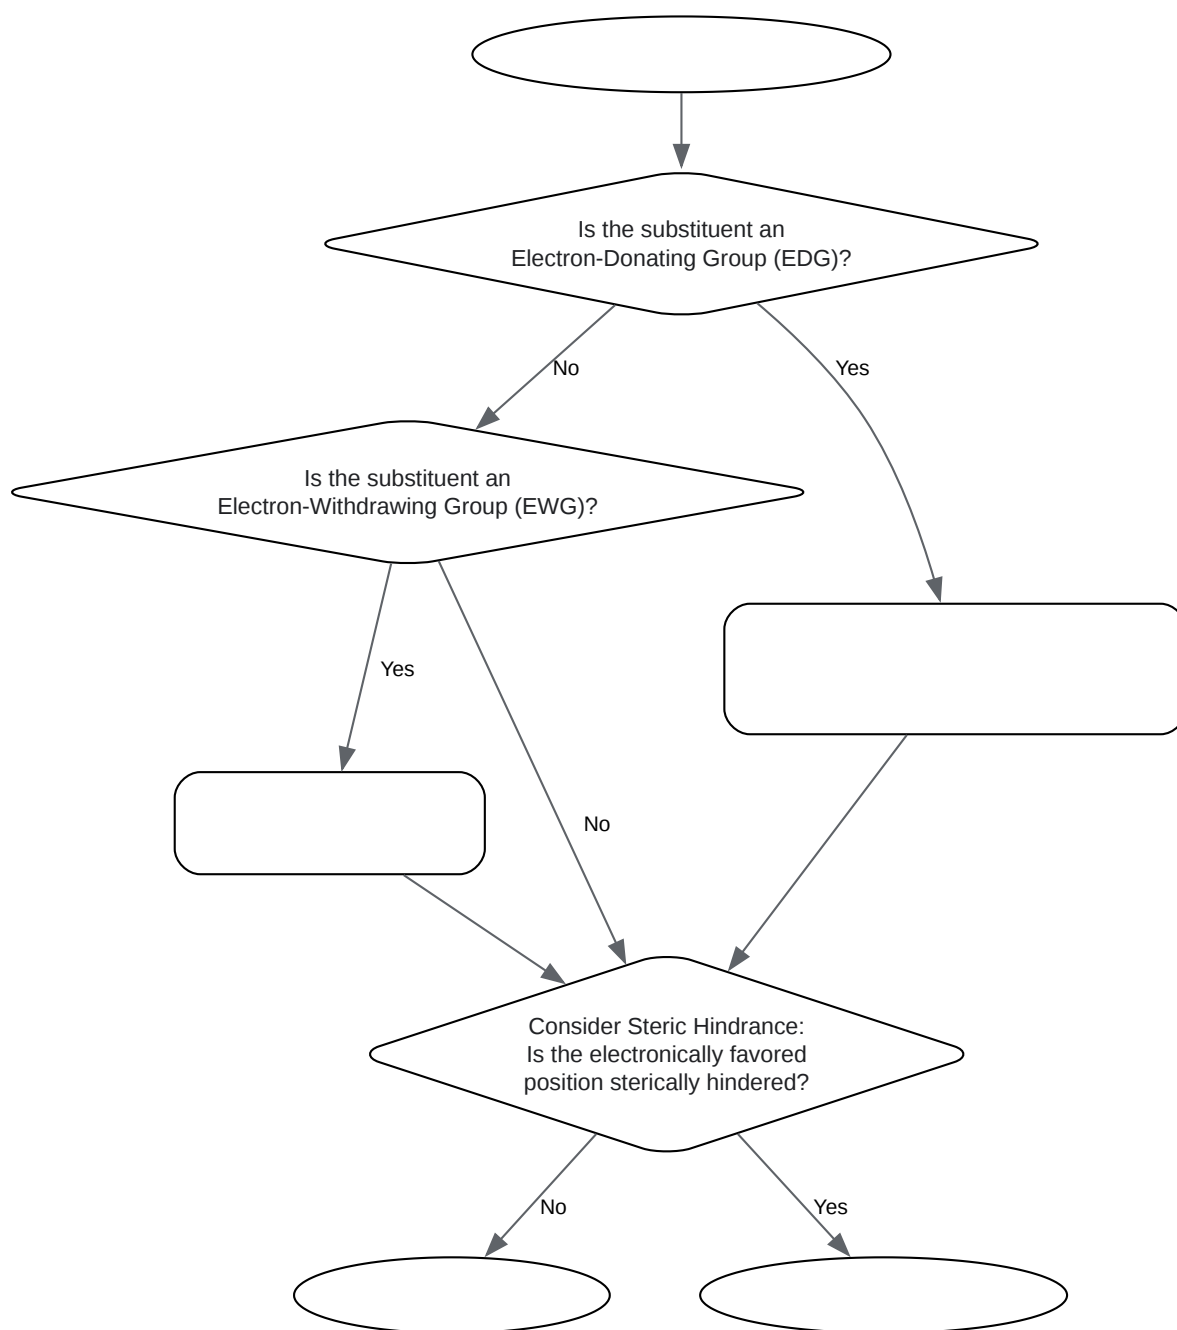 Is the substituent an
Electron-Donating Group (EDG)?
No
Yes
Is the substituent an
Electron-Withdrawing Group (EWG)?
Yes
No
Consider Steric Hindrance:
Is the electronically favored
position sterically hindered?
No
Yes